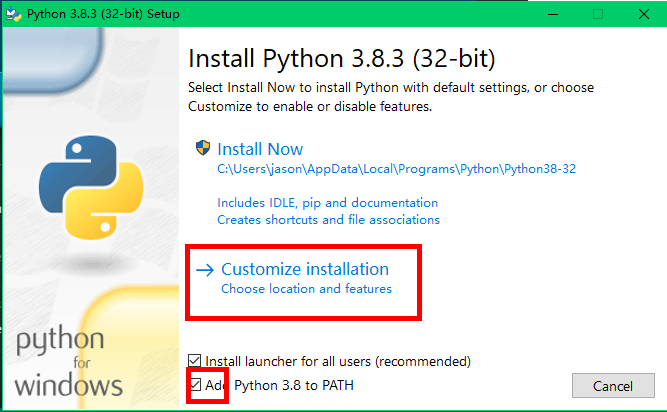 Python 3.8.3 (32-bit) Setup
Install Python 3.8.3 (32-bit)
Select Install Now to install Python with default settings, or choose
Customize to enable or disable features.
Install Now
C:\Users\jason\AppData\Local\Programs\Python\Python38-32
Includes IDLE, pip and documentation
Creates shortcuts and file associations
Customize installation
Choose location and features
python
for
windows
Install launcher for all users (recommended)
Add Python 3.8 to PATH
Cancel